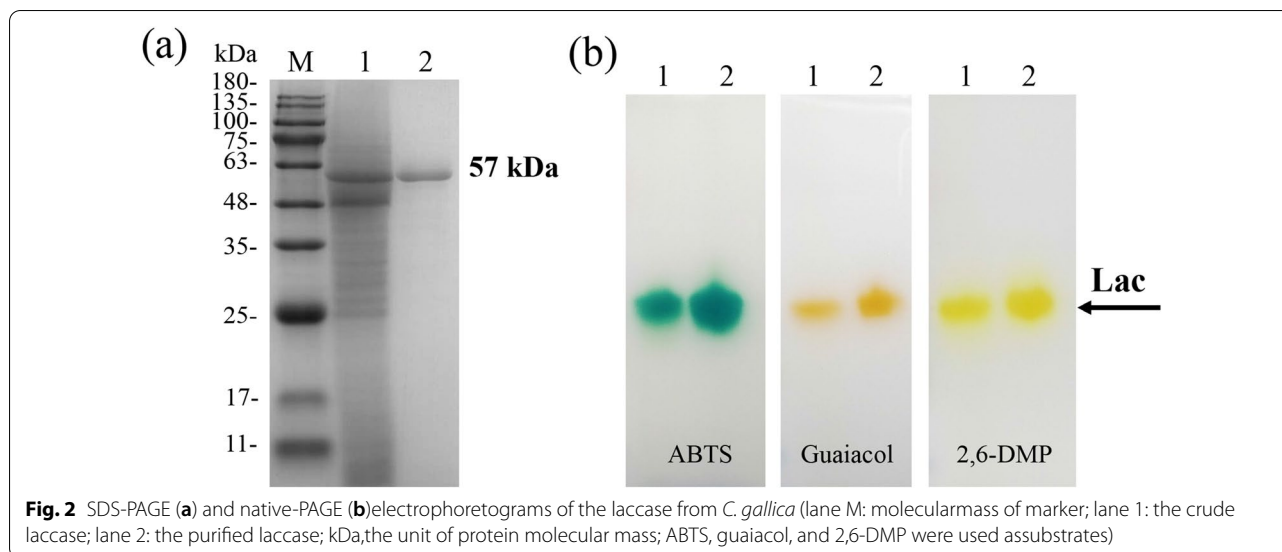 (a)
kDa M 1 2
180-
135-
100-
75-
63-
57 kDa
48-
35-
25-
17-
11-
(b)
1 2 1 2 1 2
Lac
ABTS Guaiacol 2,6-DMP
Fig. 2 SDS-PAGE (a) and native-PAGE (b)electrophoretograms of the laccase from C. gallica (lane M: molecularmass of marker; lane 1: the crude
laccase; lane 2: the purified laccase; kDa,the unit of protein molecular mass; ABTS, guaiacol, and 2,6-DMP were used assubstrates)